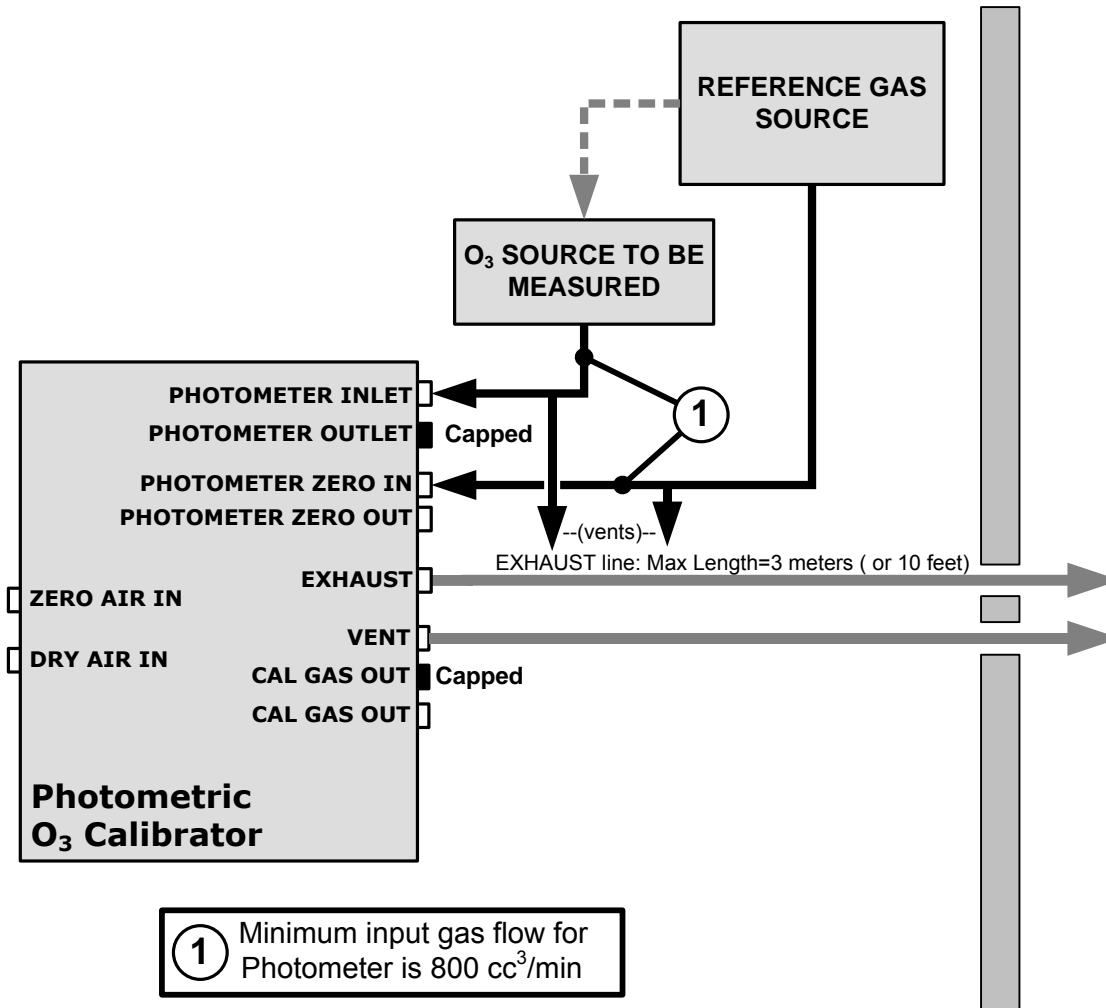 REFERENCE GAS
SOURCE
O₃ SOURCE TO BE
MEASURED
PHOTOMETER INLET
PHOTOMETER OUTLET
Capped
1
PHOTOMETER ZERO IN
PHOTOMETER ZERO OUT
--(vents)--
EXHAUST line: Max Length=3 meters ( or 10 feet)
EXHAUST
ZERO AIR IN
VENT
DRY AIR IN
CAL GAS OUT
Capped
CAL GAS OUT
Photometric
O₃ Calibrator
1
Minimum input gas flow for
Photometer is 800 cc³/min